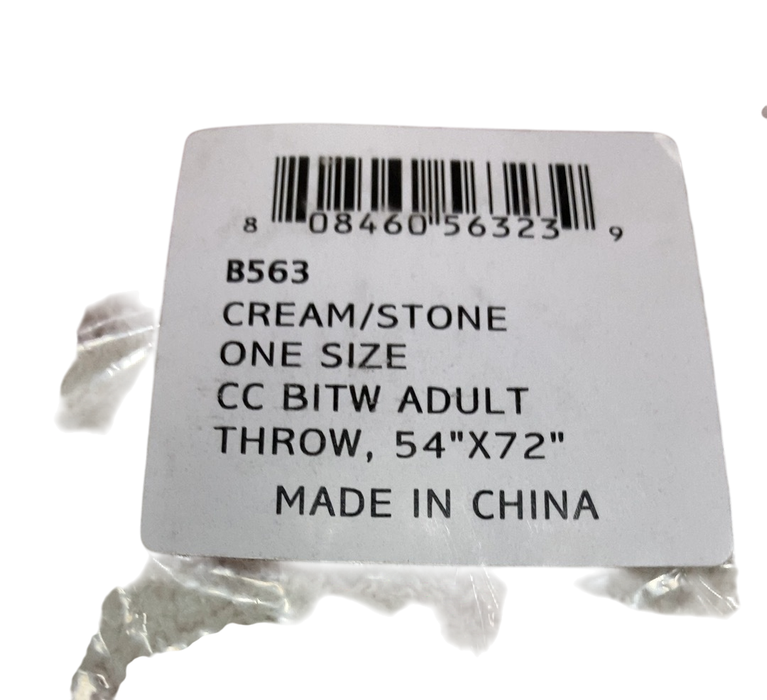 8 08460 56323 9
B563
CREAM/STONE
ONE SIZE
CC BITW ADULT
THROW, 54"X72"
MADE IN CHINA